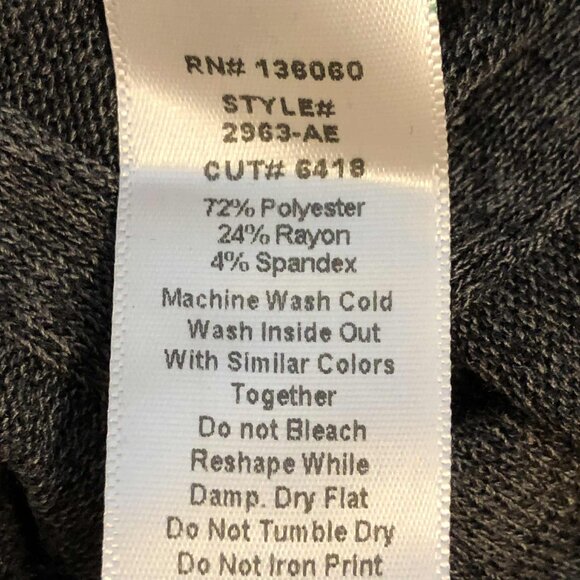 RN# 136060
STYLE#
2963-AE
CUT# 6418
72% Polyester
24% Rayon
4% Spandex
Machine Wash Cold
Wash Inside Out
With Similar Colors
Together
Do not Bleach
Reshape While
Damp. Dry Flat
Do Not Tumble Dry
Do Not Iron Print